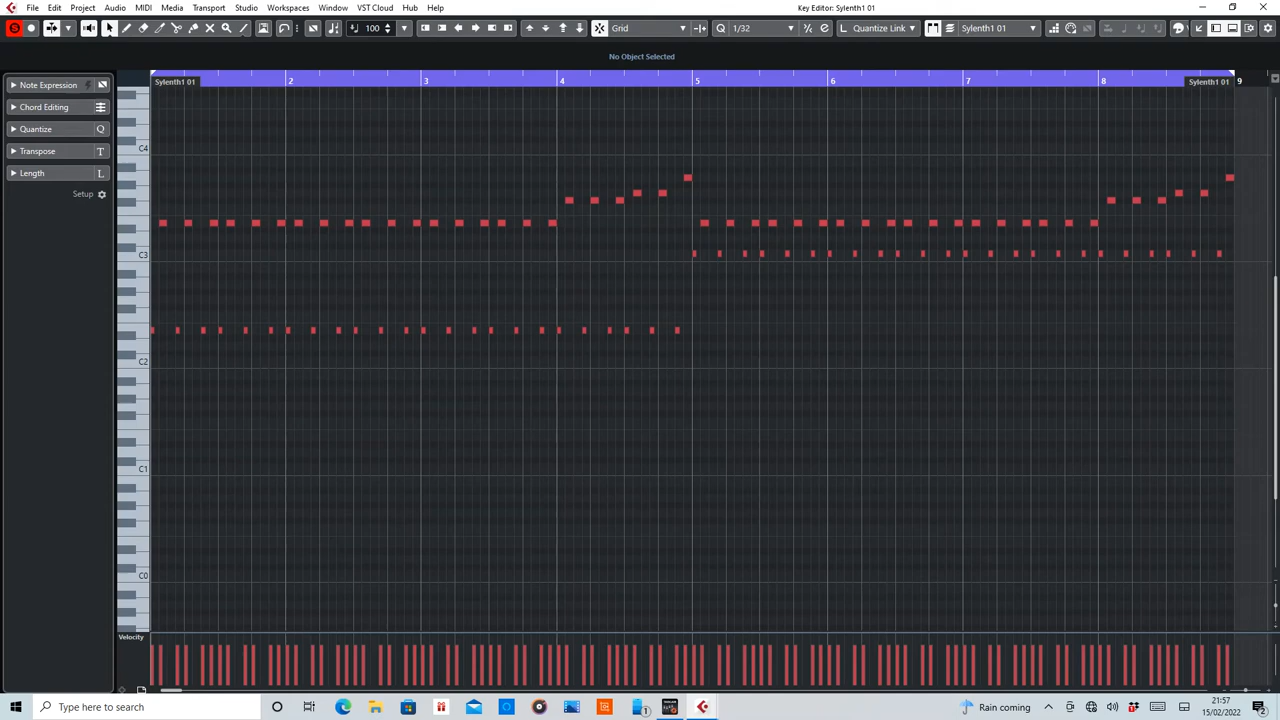 File Edit Project Audio MIDI Media Transport Studio Workspaces Window VST Cloud Hub Help
Key Editor: Sylenth1 01
S 100 Grid Q 1/32 Quantize Link Sylenth1 01
No Object Selected
2 3 4 5 6 7 8 9
Sylenth1 01 Sylenth1 01
Note Expression
Chord Editing
Quantize Q
Transpose T
Length L
Setup
C4
C3
C2
C1
C0
Velocity
Type here to search
1
Rain coming
21:57
15/02/2022
2